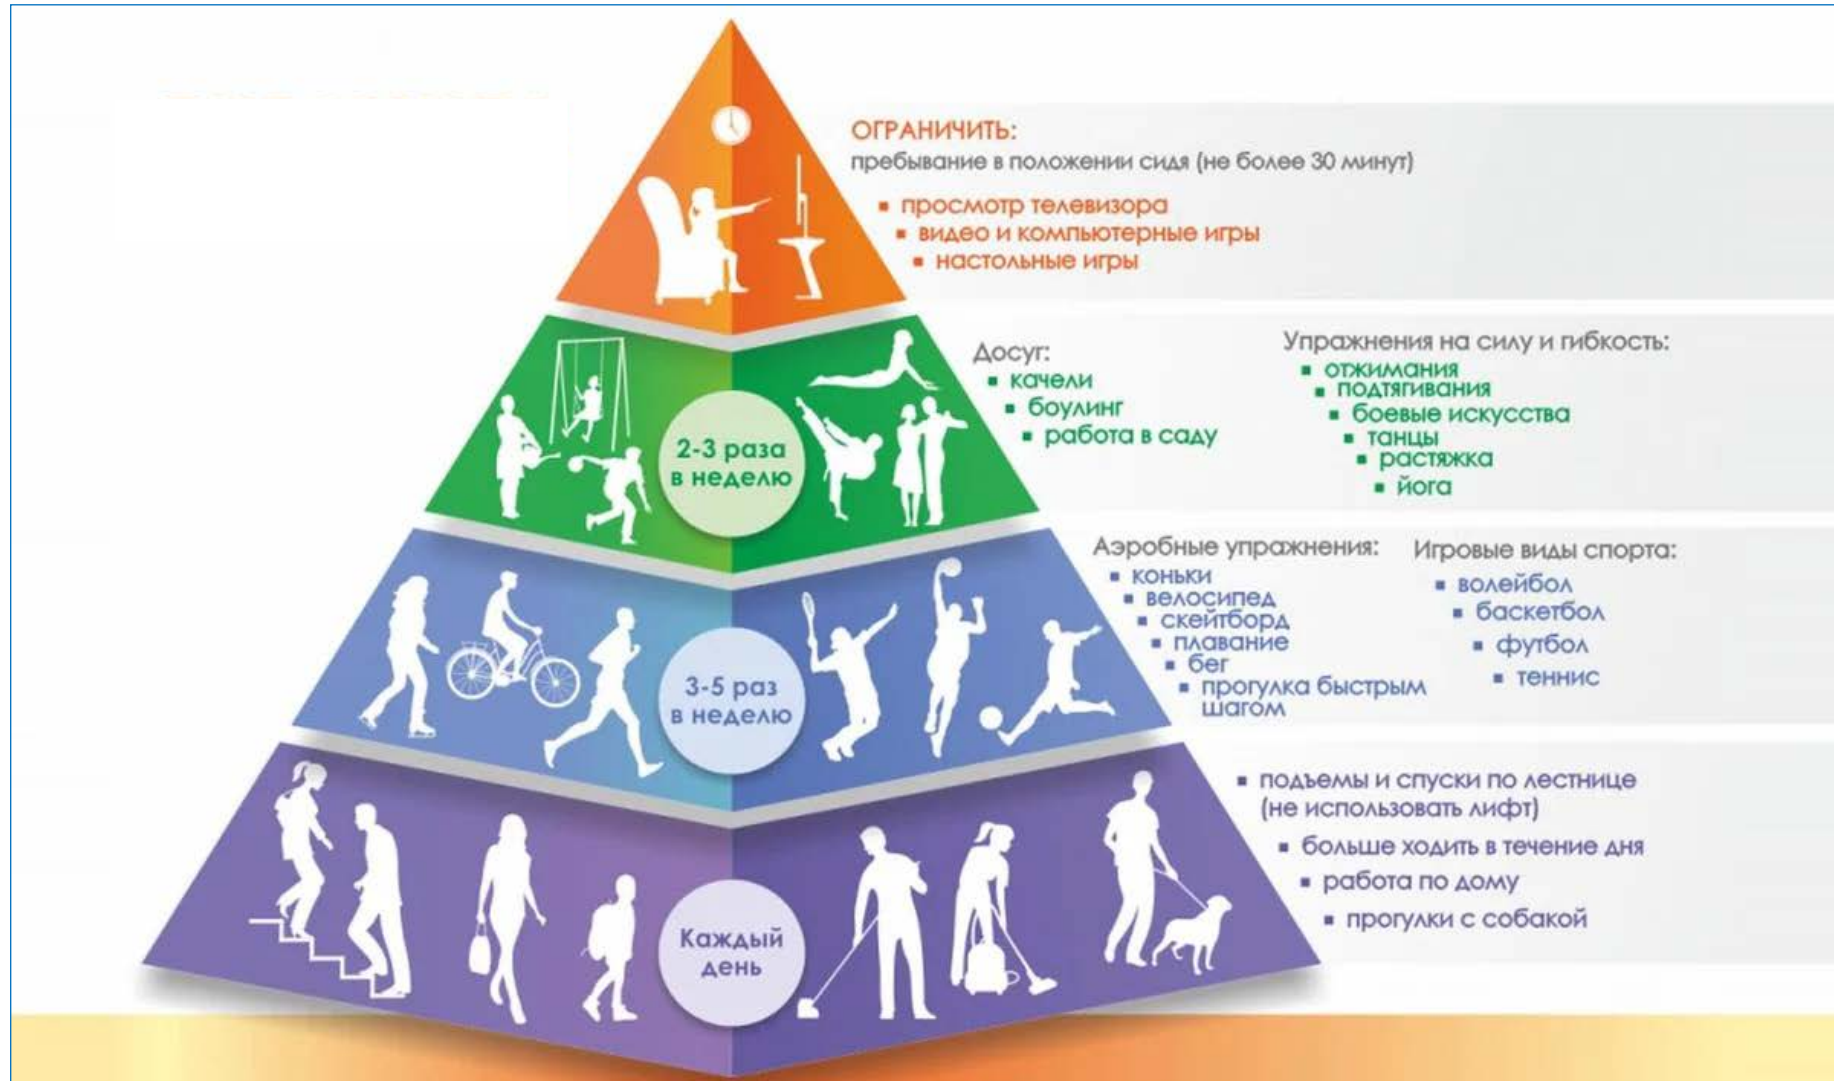 ОГРАНИЧИТЬ:
пребывание в положении сидя (не более 30 минут)
▪ просмотр телевизора
▪ видео и компьютерные игры
▪ настольные игры
2-3 раза
в неделю
Досуг:
▪ качели
▪ боулинг
▪ работа в саду
Упражнения на силу и гибкость:
▪ отжимания
▪ подтягивания
▪ боевые искусства
▪ танцы
▪ растяжка
▪ йога
3-5 раз
в неделю
Аэробные упражнения:
▪ коньки
▪ велосипед
▪ скейтборд
▪ плавание
▪ бег
▪ прогулка быстрым
шагом
Игровые виды спорта:
▪ волейбол
▪ баскетбол
▪ футбол
▪ теннис
Каждый
день
▪ подъемы и спуски по лестнице
(не использовать лифт)
▪ больше ходить в течение дня
▪ работа по дому
▪ прогулки с собакой